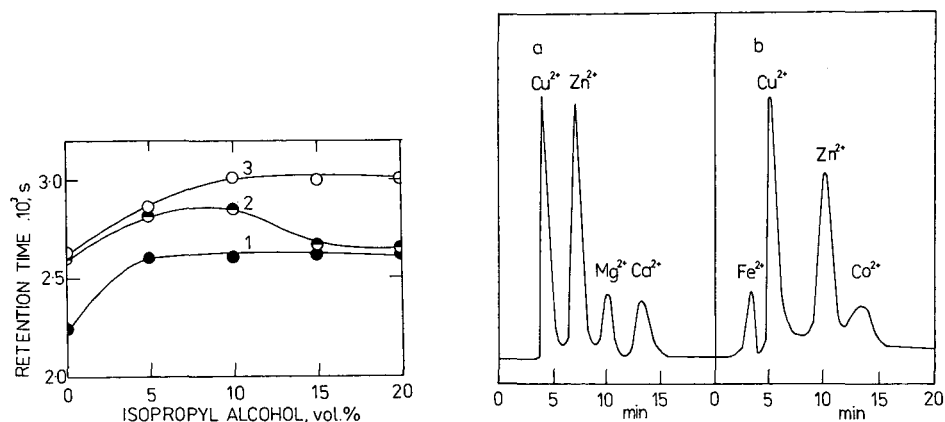 RETENTION TIME .10³, s
3·0
2·5
2·0
3
2
1
0 5 10 15 20
ISOPROPYL ALCOHOL, vol.%
a
Cu²⁺ Zn²⁺
Mg²⁺ Ca²⁺
b
Cu²⁺
Zn²⁺
Fe²⁺ Co²⁺
0 5 10 15 0 5 10 15 20
min min